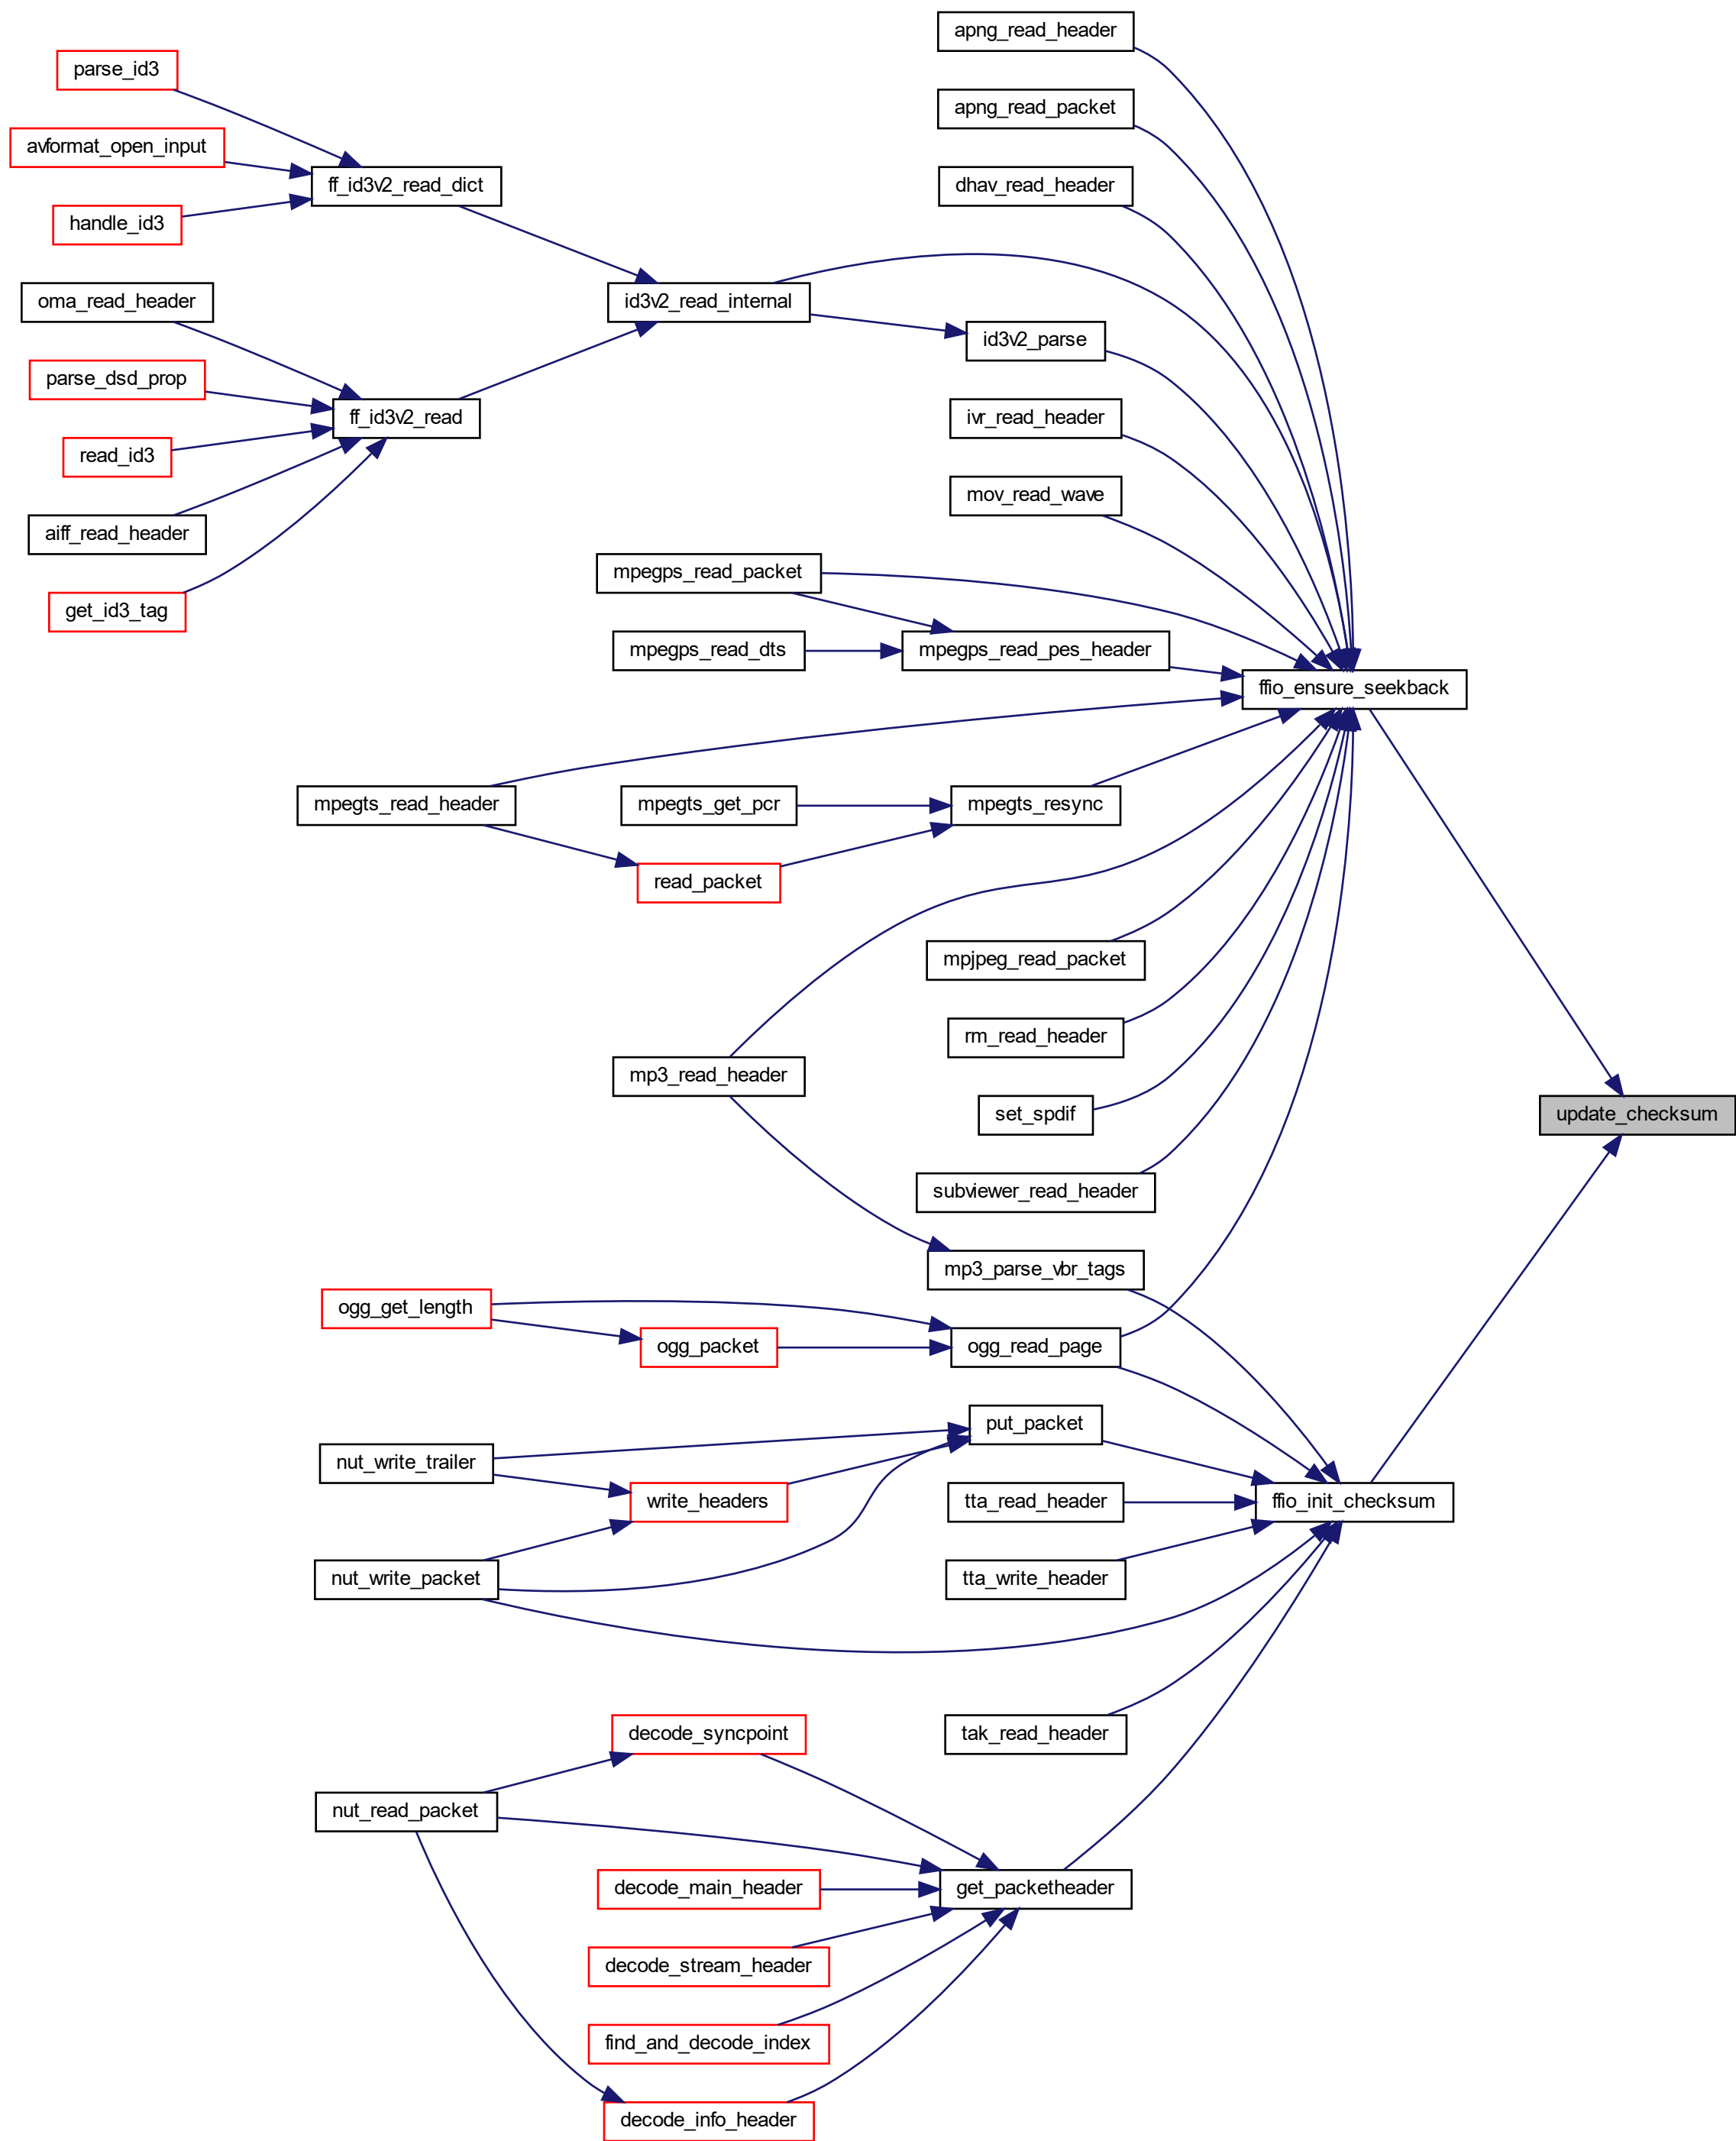 apng_read_header
parse_id3
apng_read_packet
avformat_open_input
ff_id3v2_read_dict
dhav_read_header
handle_id3
oma_read_header
id3v2_read_internal
id3v2_parse
parse_dsd_prop
ff_id3v2_read
ivr_read_header
read_id3
mov_read_wave
aiff_read_header
mpegps_read_packet
get_id3_tag
mpegps_read_dts
mpegps_read_pes_header
ffio_ensure_seekback
mpegts_read_header
mpegts_get_pcr
mpegts_resync
read_packet
mpjpeg_read_packet
rm_read_header
mp3_read_header
set_spdif
update_checksum
subviewer_read_header
mp3_parse_vbr_tags
ogg_get_length
ogg_packet
ogg_read_page
put_packet
nut_write_trailer
write_headers
tta_read_header
ffio_init_checksum
nut_write_packet
tta_write_header
decode_syncpoint
tak_read_header
nut_read_packet
decode_main_header
get_packetheader
decode_stream_header
find_and_decode_index
decode_info_header